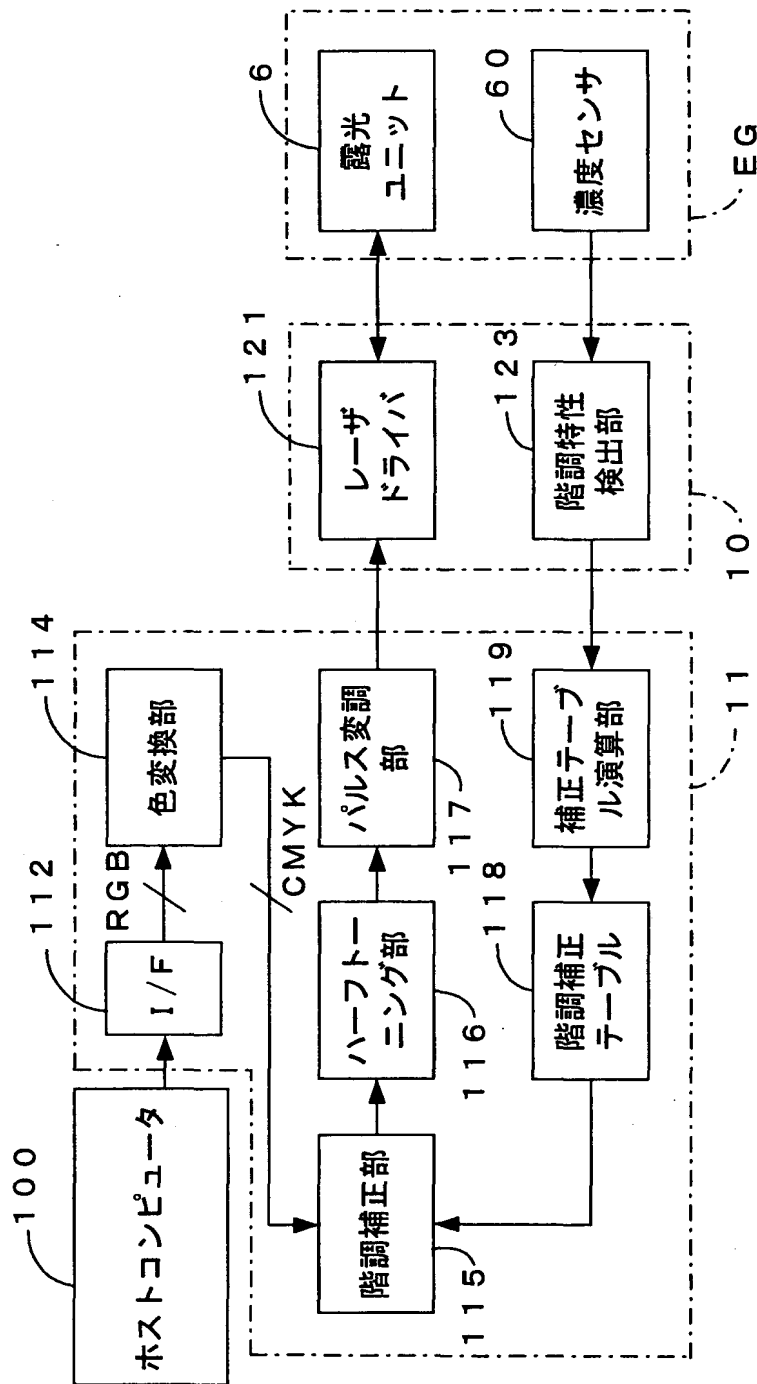 100
ホストコンピュータ
112
I/F
RGB
114
色変換部
CMYK
階調補正部
115
ハーフトー
ニング部
116
パルス変調
部
117
121
レーザ
ドライバ
6
露光
ユニット
階調補正
テーブル
118
補正テーブ
ル演算部
119
階調特性
検出部
123
濃度センサ
60
11
10
EG